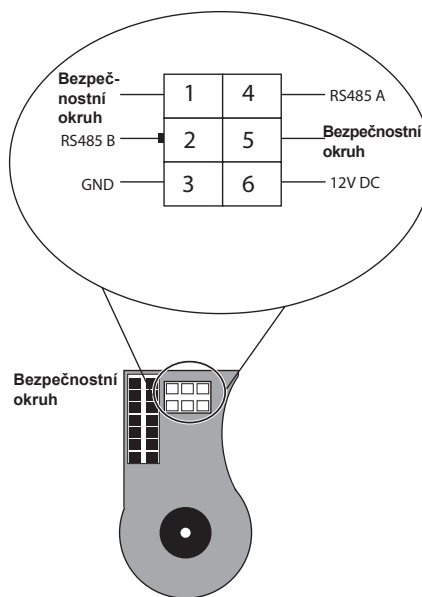 Bezpeč-
nostní
okruh
1 4
RS485 A
RS485 B
2 5
Bezpečnostní
okruh
GND
3 6
12V DC
Bezpečnostní
okruh